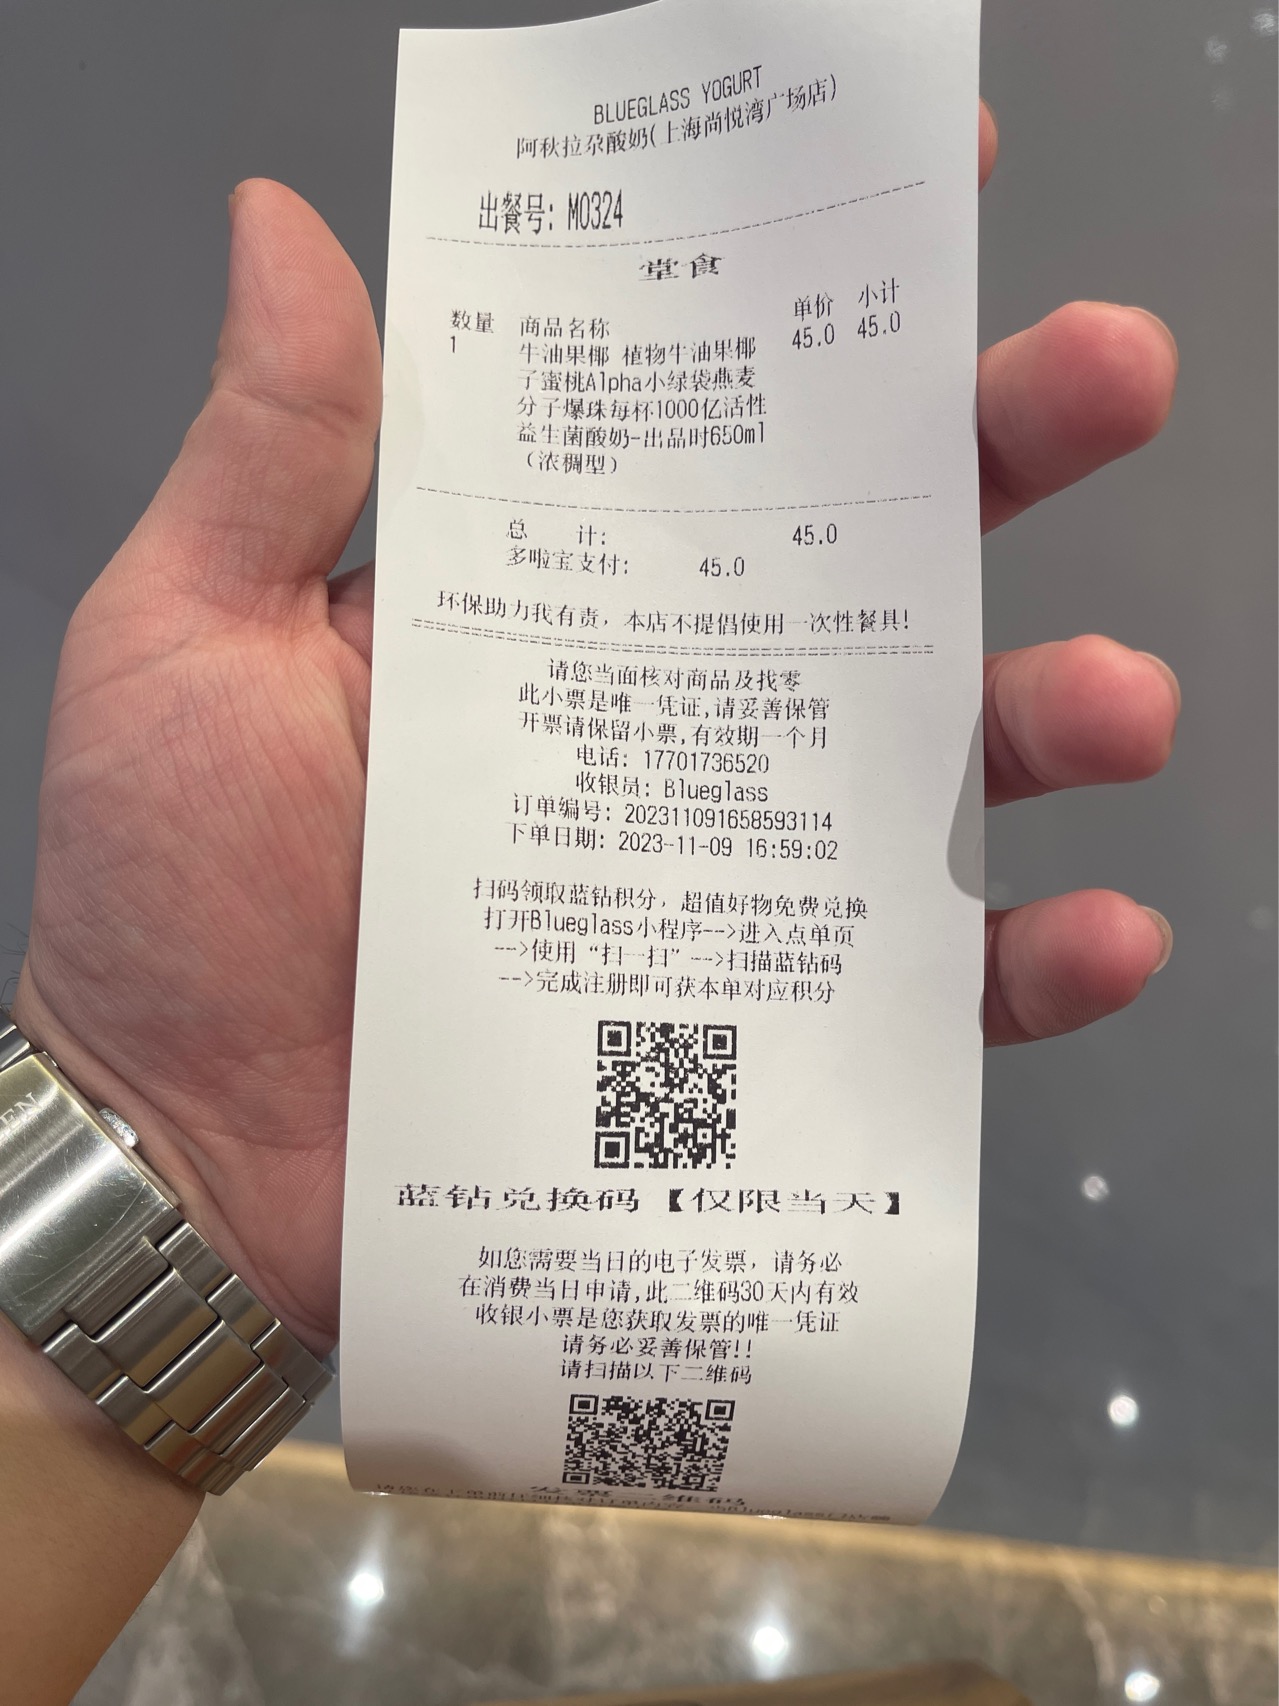 BLUEGLASS YOGURT
阿秋拉尕酸奶(上海尚悦湾广场店)
出餐号: M0324
堂食
数量 商品名称 单价 小计
1 牛油果椰 植物牛油果椰 45.0 45.0
子蜜桃Alpha小绿袋燕麦
分子爆珠每杯1000亿活性
益生菌酸奶-出品时650ml
（浓稠型）
总 计: 45.0
多啦宝支付: 45.0
环保助力我有责，本店不提倡使用一次性餐具!
请您当面核对商品及找零
此小票是唯一凭证,请妥善保管
开票请保留小票,有效期一个月
电话: 17701736520
收银员: Blueglass
订单编号: 202311091658593114
下单日期: 2023-11-09 16:59:02
扫码领取蓝钻积分，超值好物免费兑换
打开Blueglass小程序-->进入点单页
-->使用“扫一扫”-->扫描蓝钻码
-->完成注册即可获本单对应积分
蓝钻兑换码【仅限当天】
如您需要当日的电子发票，请务必
在消费当日申请,此二维码30天内有效
收银小票是您获取发票的唯一凭证
请务必妥善保管!!
请扫描以下二维码
发票二维码